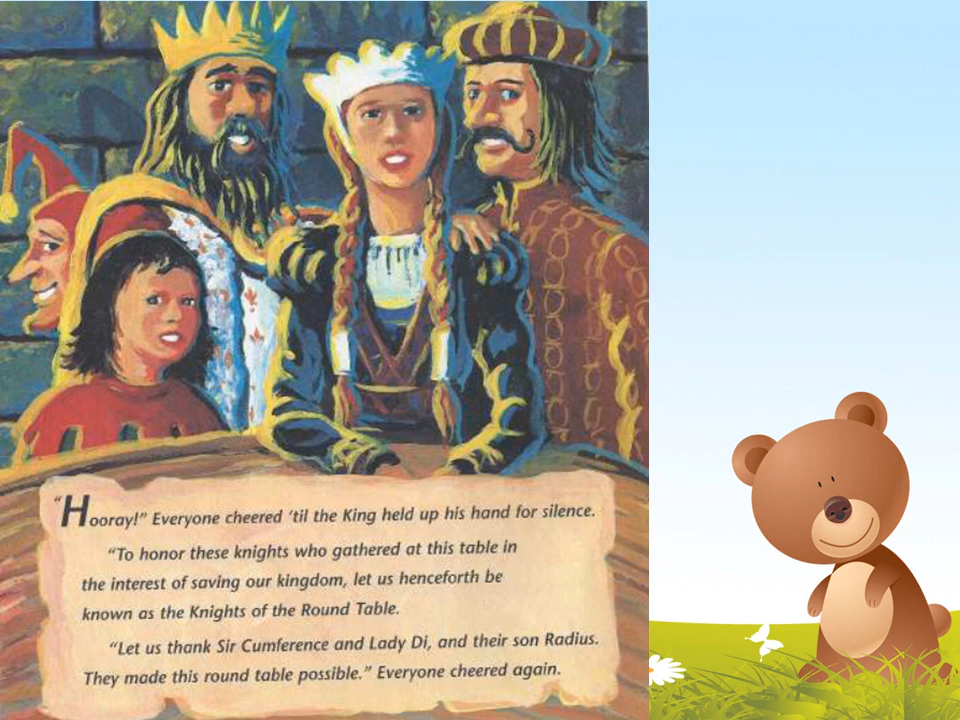 “Hooray!” Everyone cheered ‘til the King held up his hand for silence.
“To honor these knights who gathered at this table in
the interest of saving our kingdom, let us henceforth be
known as the Knights of the Round Table.
“Let us thank Sir Cumference and Lady Di, and their son Radius.
They made this round table possible.” Everyone cheered again.